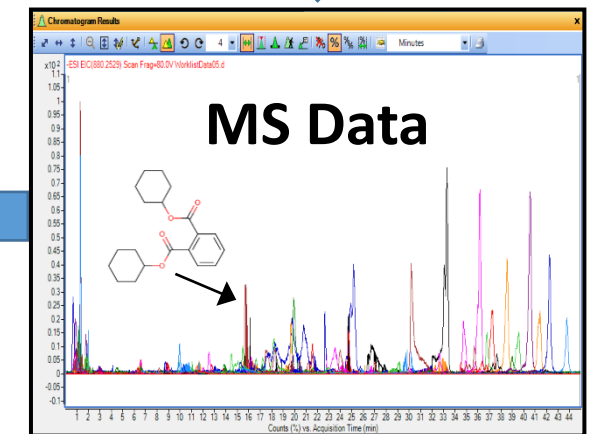 Chromatogram Results x
4 % Minutes
x10 2 -ESI EIC(880.2529) Scan Frag=80.0V WorklistData05.d
1.1
1 1
1.05
1
0.95
0.9
0.85
MS Data
0.8
0.75
0.7
0.65
0.6
O
0.55
O
0.5
O
0.45
0.4
O
0.35
0.3
0.25
0.2
0.15
0.1
0.05
0
-0.05
-0.1
1 2 3 4 5 6 7 8 9 10 11 12 13 14 15 16 17 18 19 20 21 22 23 24 25 26 27 28 29 30 31 32 33 34 35 36 37 38 39 40 41 42 43 44
Counts (%) vs. Acquisition Time (min)